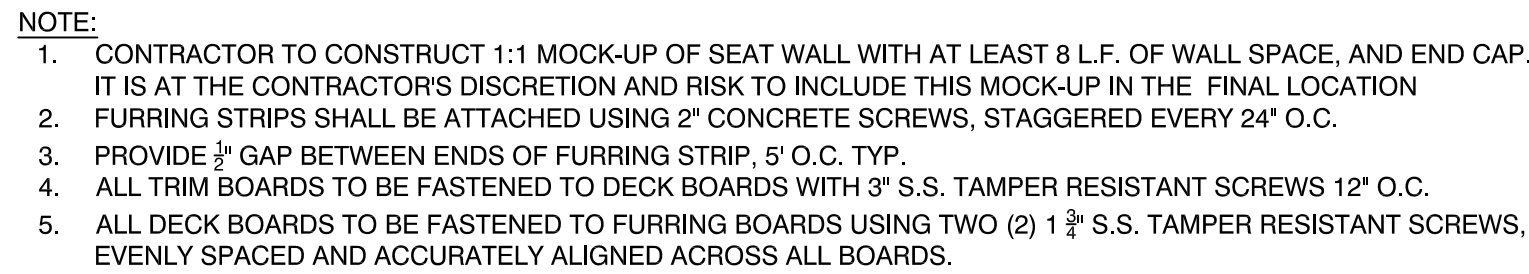 NOTE:
1. CONTRACTOR TO CONSTRUCT 1:1 MOCK-UP OF SEAT WALL WITH AT LEAST 8 L.F. OF WALL SPACE, AND END CAP.
IT IS AT THE CONTRACTOR'S DISCRETION AND RISK TO INCLUDE THIS MOCK-UP IN THE FINAL LOCATION
2. FURRING STRIPS SHALL BE ATTACHED USING 2" CONCRETE SCREWS, STAGGERED EVERY 24" O.C.
3. PROVIDE 1/2" GAP BETWEEN ENDS OF FURRING STRIP, 5' O.C. TYP.
4. ALL TRIM BOARDS TO BE FASTENED TO DECK BOARDS WITH 3" S.S. TAMPER RESISTANT SCREWS 12" O.C.
5. ALL DECK BOARDS TO BE FASTENED TO FURRING BOARDS USING TWO (2) 1 3/4" S.S. TAMPER RESISTANT SCREWS,
EVENLY SPACED AND ACCURATELY ALIGNED ACROSS ALL BOARDS.